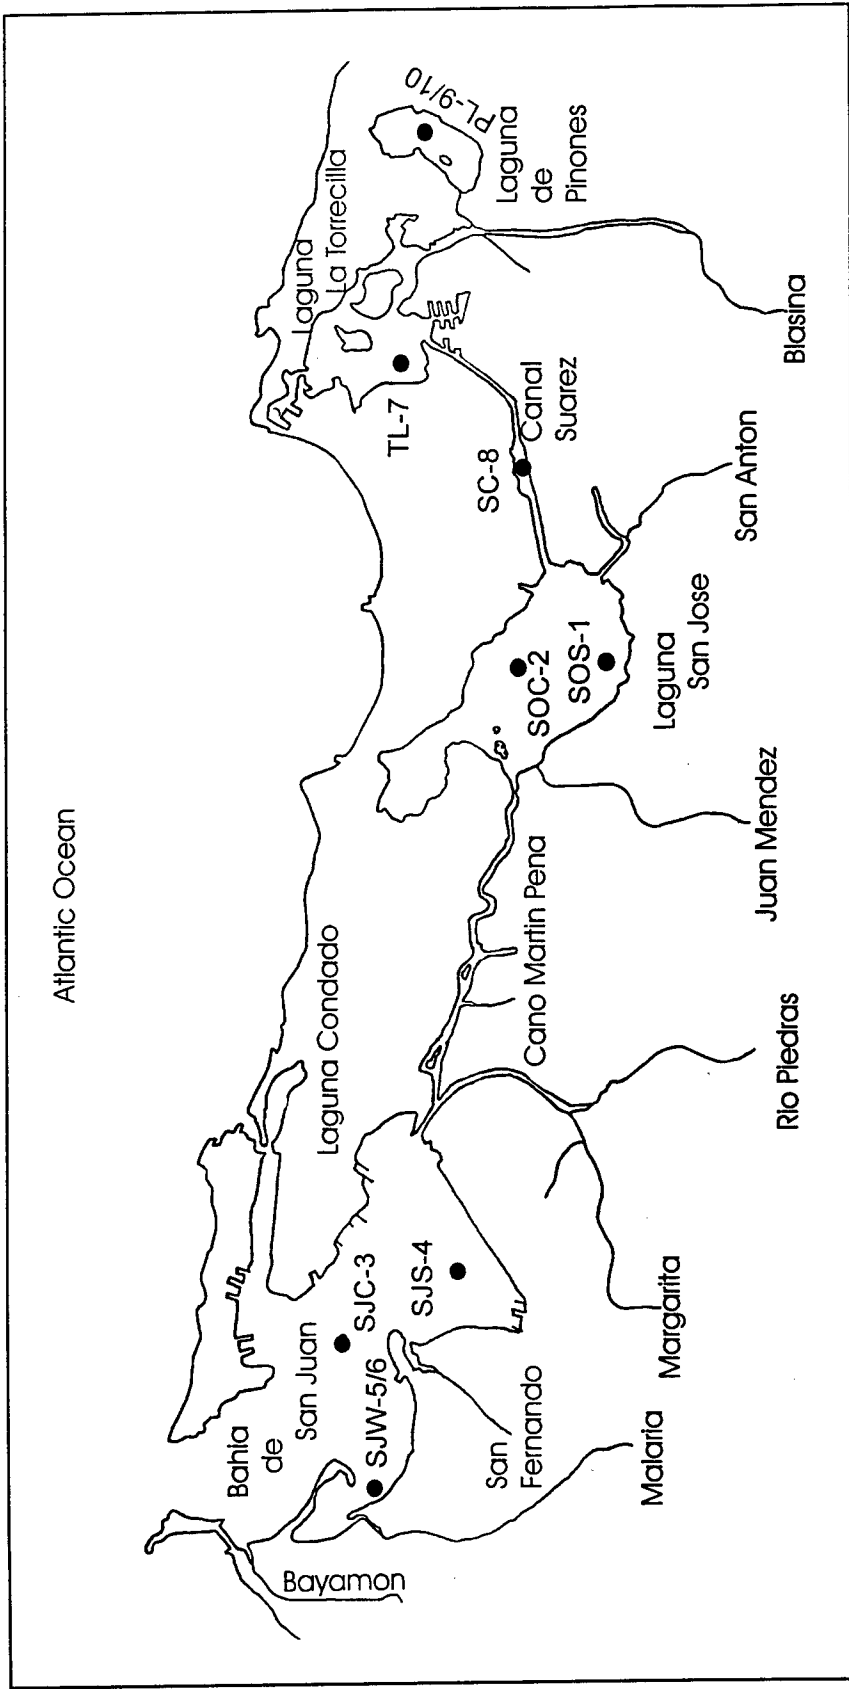 Atlantic Ocean
Bahia
de
San Juan
Laguna Condado
Laguna
La Torrecilla
PL-9/10
Laguna
de
Pinones
Bayamon
SJW-5/6
SJC-3
SJS-4
San
Fernando
Malaria
Margarita
Rio Piedras
Cano Martin Pena
Juan Mendez
SOC-2
SOS-1
Laguna
San Jose
San Anton
SC-8
Canal
Suarez
TL-7
Blasina